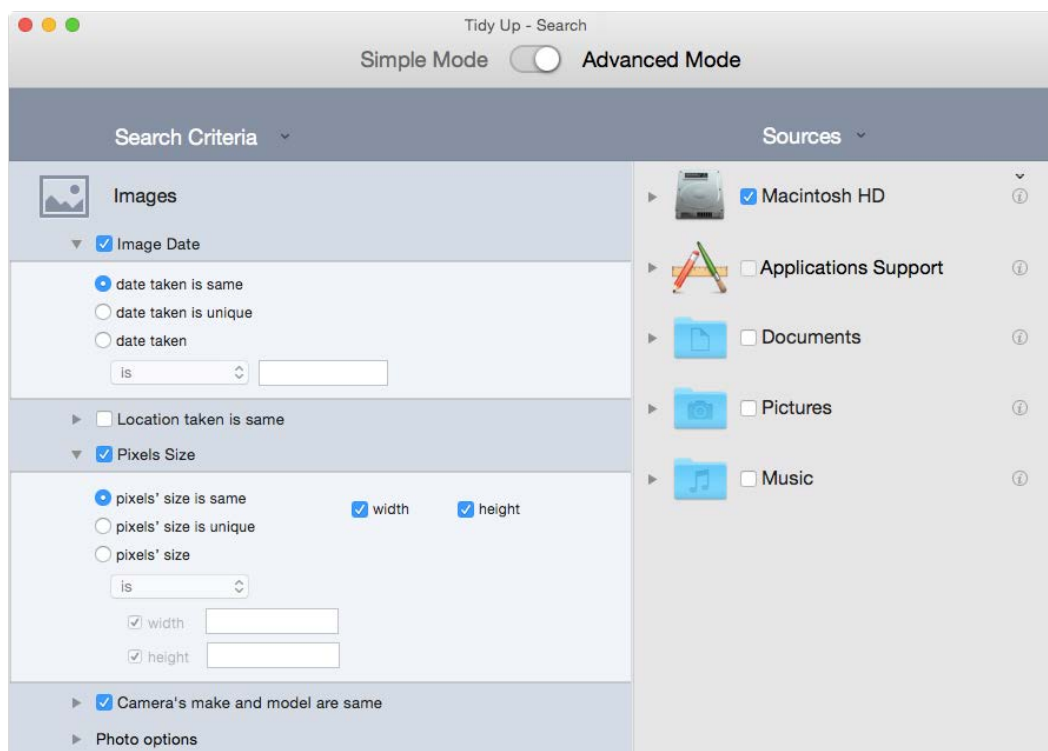 Tidy Up - Search
Simple Mode Advanced Mode
Search Criteria
Images
Image Date
date taken is same
date taken is unique
date taken
is
Location taken is same
Pixels Size
pixels' size is same width height
pixels' size is unique
pixels' size
is
width
height
Camera's make and model are same
Photo options
Sources
Macintosh HD
Applications Support
Documents
Pictures
Music